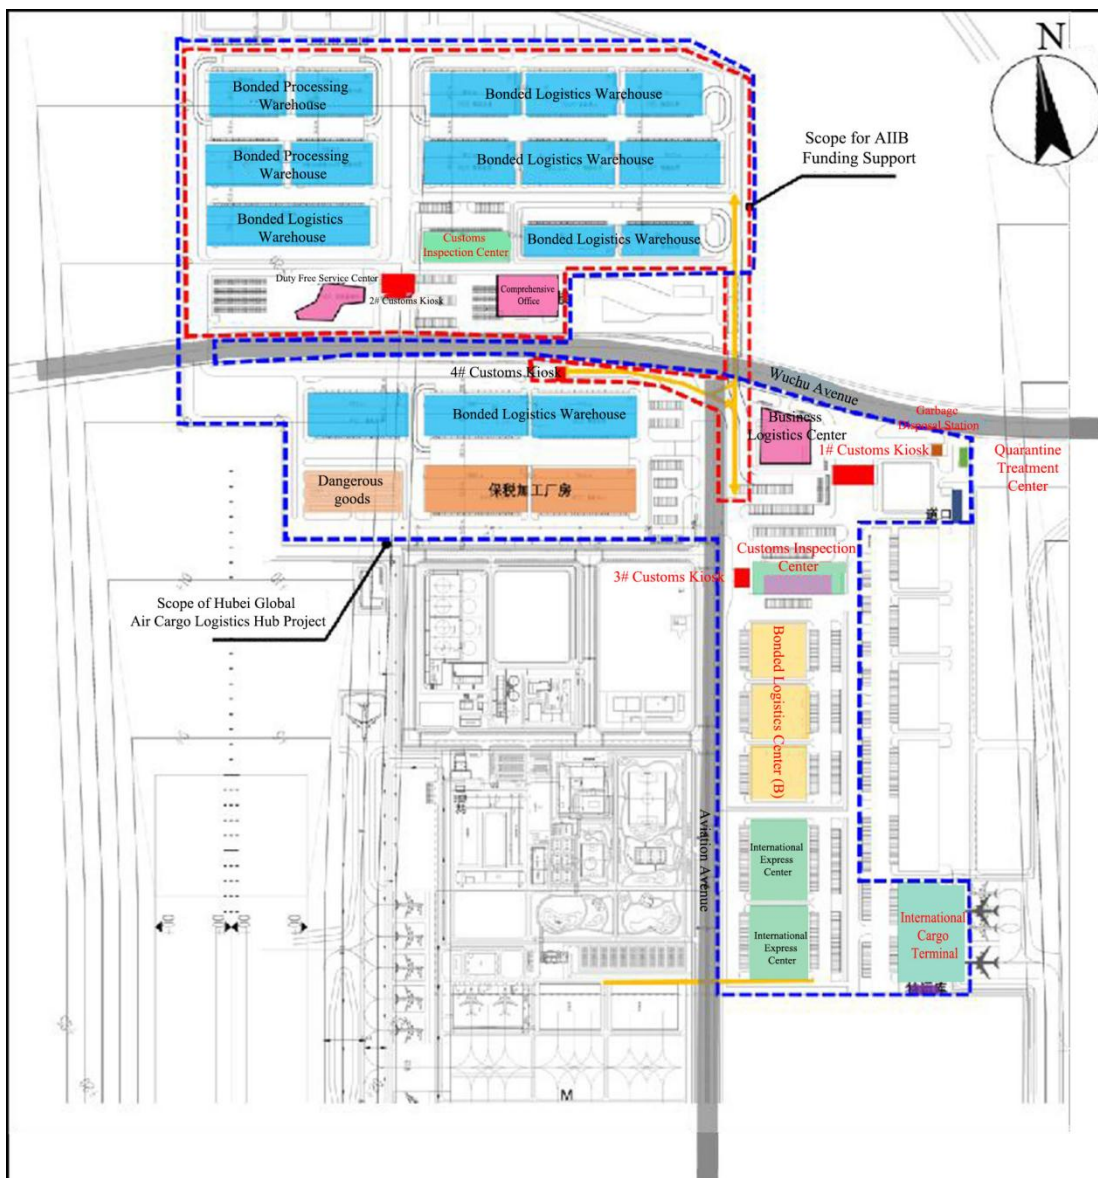 N
Bonded Processing
Warehouse
Bonded Logistics Warehouse
Scope for AIIB
Funding Support
Bonded Processing
Warehouse
Bonded Logistics Warehouse
Bonded Logistics
Warehouse
Customs
Inspection Center
Bonded Logistics Warehouse
Duty Free Service Center
2# Customs Kiosk
Comprehensive
Office
4# Customs Kiosk
Wuchu Avenue
Bonded Logistics Warehouse
Business
Logistics Center
Garbage
Disposal Station
1# Customs Kiosk
Quarantine
Treatment
Center
Dangerous
goods
保税加工厂房
道口
Customs Inspection
Center
3# Customs Kiosk
Scope of Hubei Global
Air Cargo Logistics Hub Project
Bonded Logistics Center (B)
Aviation Avenue
International
Express
Center
International
Express
Center
International
Cargo
Terminal
M